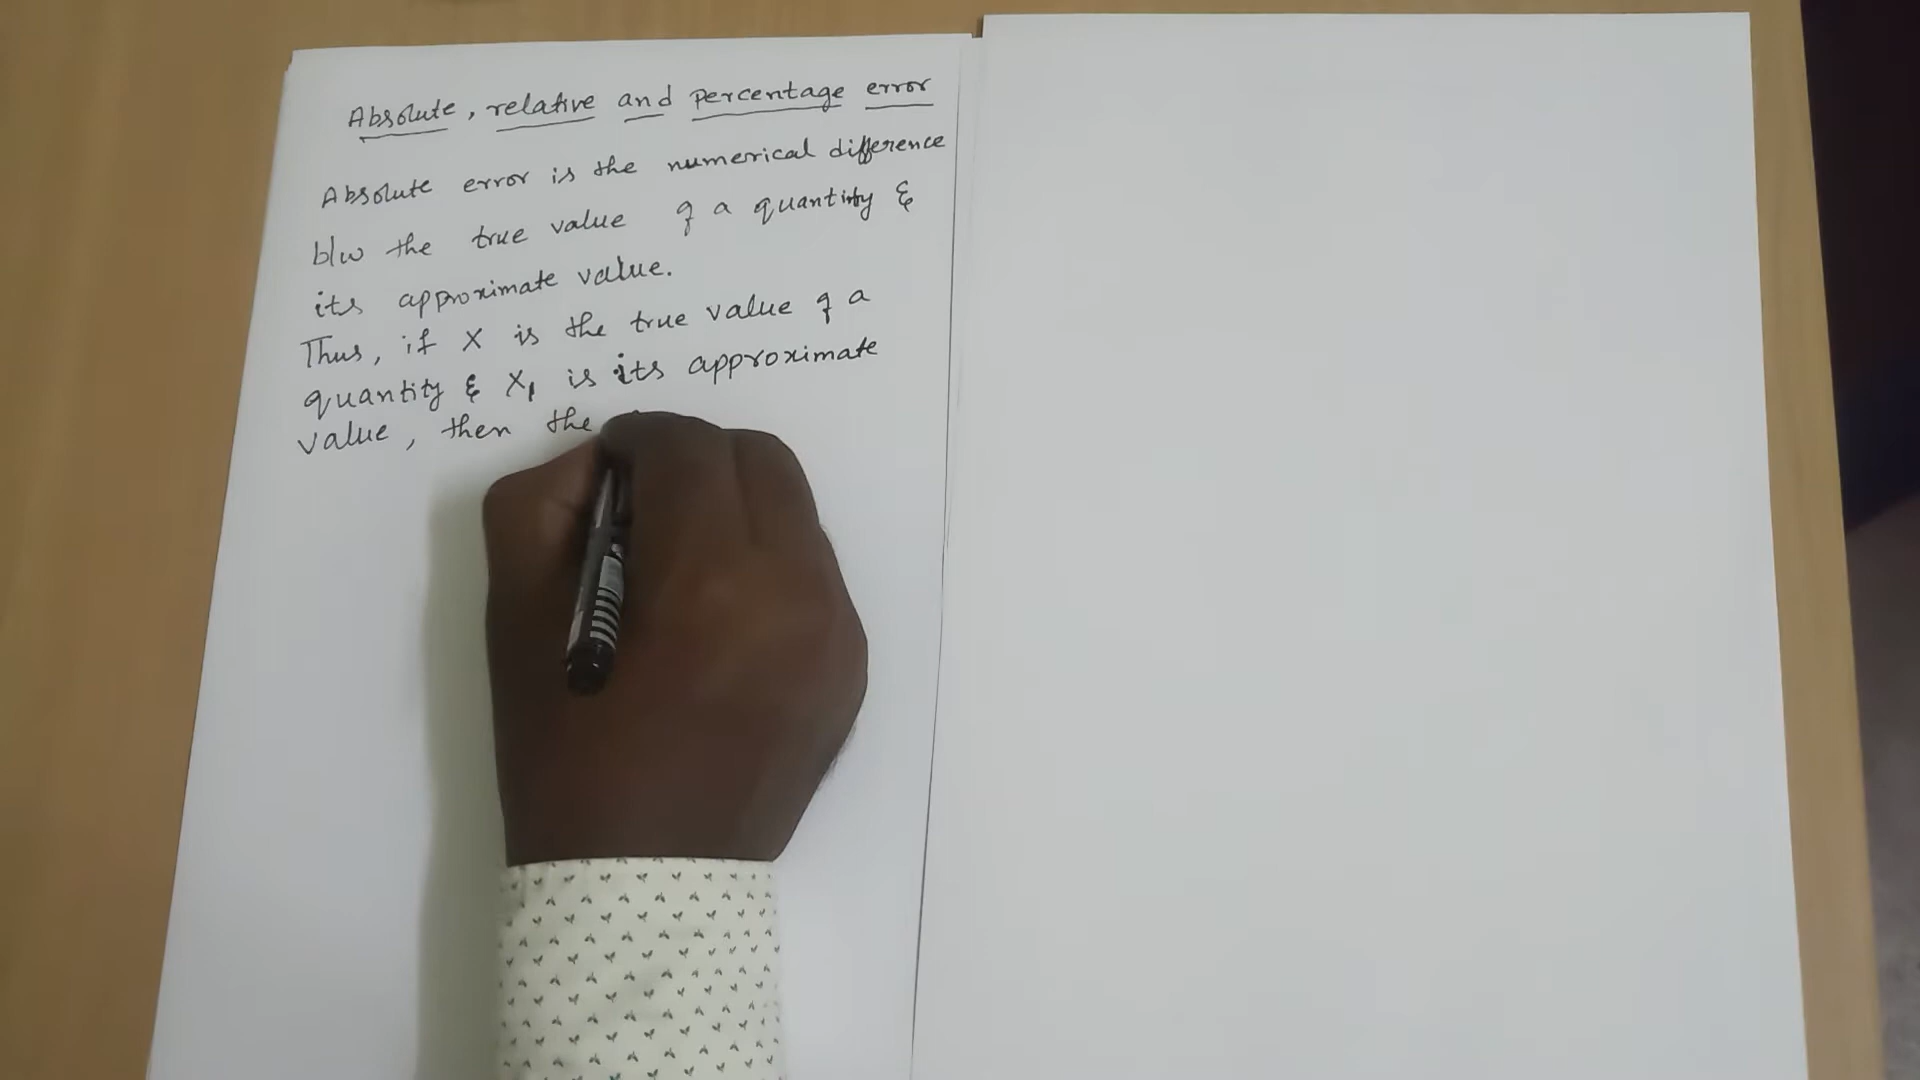 Absolute, relative and percentage error
Absolute error is the numerical difference
b/w the true value of a quantity &
its approximate value.
Thus, if X is the true value of a
quantity & X1 is its approximate
value, then the